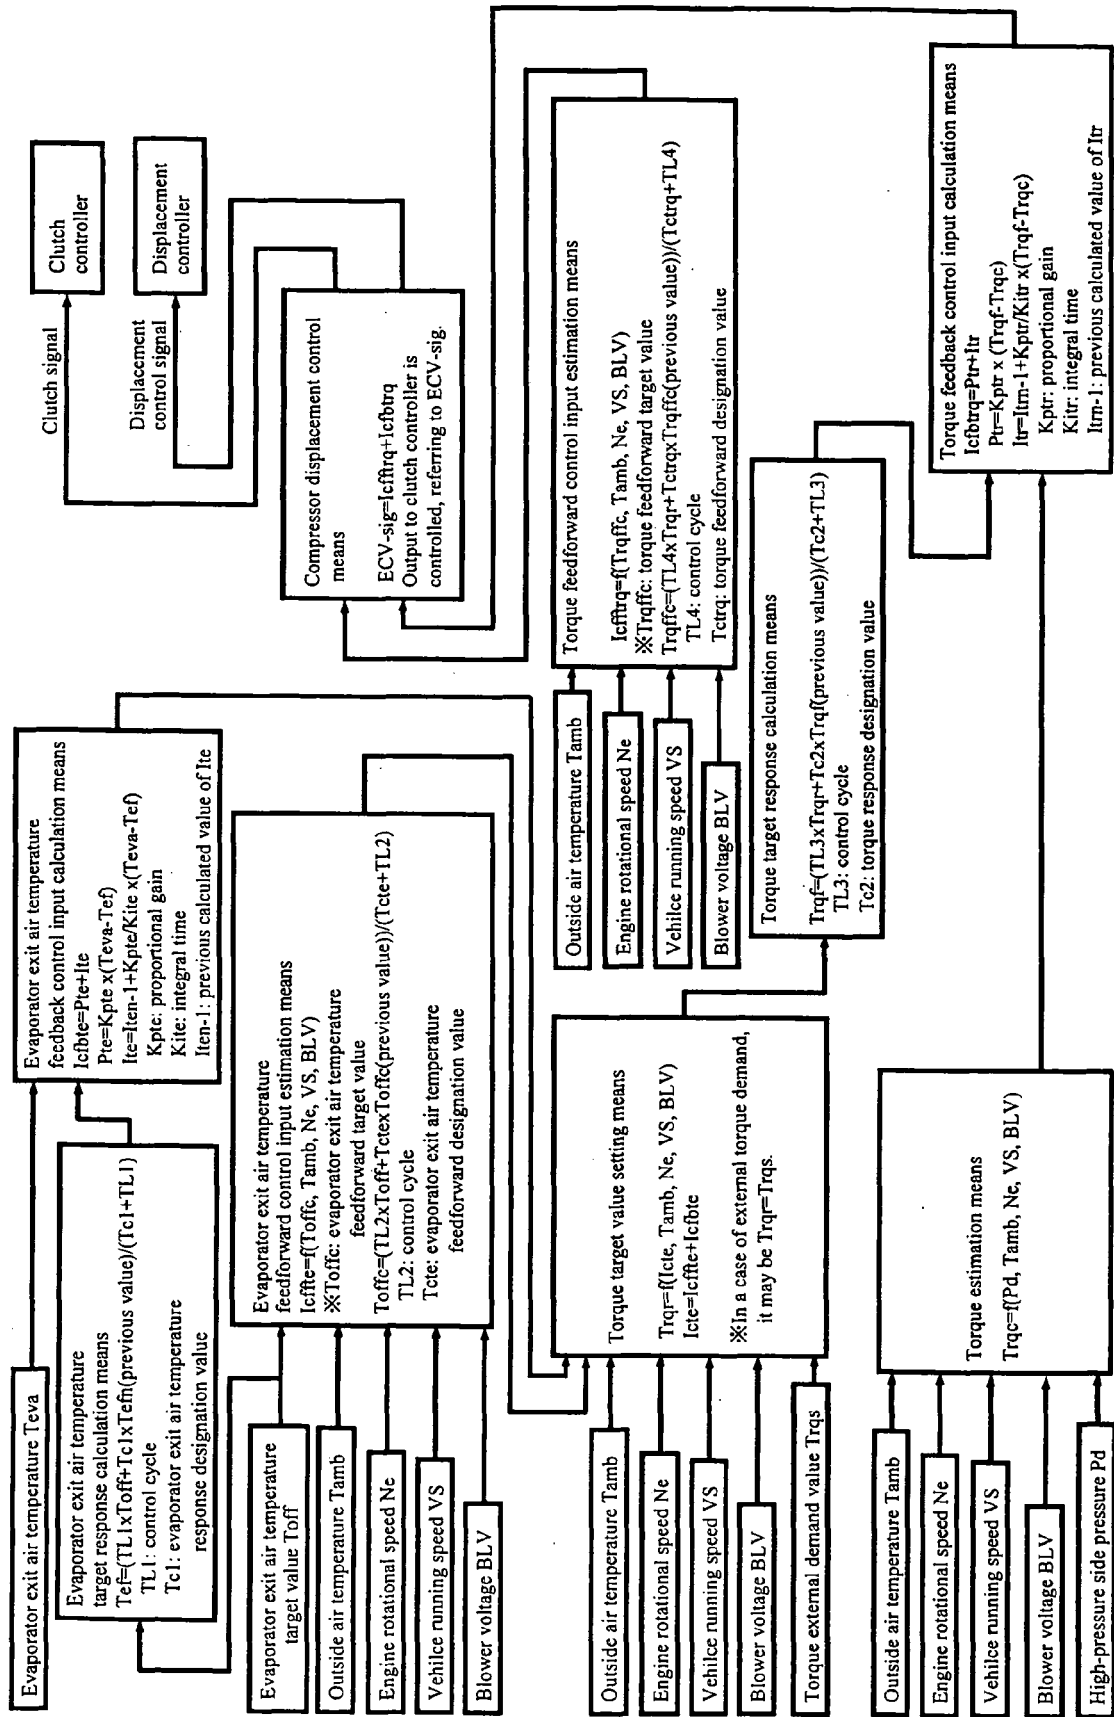 Evaporator exit air temperature Teva
Evaporator exit air temperature
target response calculation means
Tef=(TL1xToff+Tc1xTefn(previous value)/(Tc1+TL1)
TL1: control cycle
Tc1: evaporator exit air temperature
response designation value
Evaporator exit air temperature
feedback control input calculation means
Icfbte=Pte+Ite
Pte=Kpte x(Teva-Tef)
Ite=Iten-1+Kpte/Kite x(Teva-Tef)
Kpte: proportional gain
Kite: integral time
Iten-1: previous calculated value of Ite
Evaporator exit air temperature
target value Toff
Outside air temperature Tamb
Engine rotational speed Ne
Vehilce running speed VS
Blower voltage BLV
Evaporator exit air temperature
feedforward control input estimation means
Icffte=f(Toffc, Tamb, Ne, VS, BLV)
※Toffc: evaporator exit air temperature
feedforward target value
Toffc=(TL2xToff+TctexToffc(previous value))/(Tcte+TL2)
TL2: control cycle
Tcte: evaporator exit air temperature
feedforward designation value
Clutch signal
Clutch
controller
Displacement
control signal
Displacement
controller
Compressor displacement control
means
ECV-sig=Icfftrq+Icfbtrq
Output to clutch controller is
controlled, referring to ECV-sig.
Outside air temperature Tamb
Engine rotational speed Ne
Vehilce running speed VS
Blower voltage BLV
Torque external demand value Trqs
Torque target value setting means
Trqr=f(Icte, Tamb, Ne, VS, BLV)
Icte=Icffte+Icfbte
※In a case of external torque demand,
it may be Trqr=Trqs.
Outside air temperature Tamb
Engine rotational speed Ne
Vehilce running speed VS
Blower voltage BLV
Torque feedforward control input estimation means
Icfftrq=f(Trqffc, Tamb, Ne, VS, BLV)
※Trqffc: torque feedforward target value
Trqffc=(TL4xTrqr+TctrqxTrqffc(previous value))/(Tctrq+TL4)
TL4: control cycle
Tctrq: torque feedforward designation value
Torque target response calculation means
Trqf=(TL3xTrqr+Tc2xTrqf(previous value))/(Tc2+TL3)
TL3: control cycle
Tc2: torque response designation value
Outside air temperature Tamb
Engine rotational speed Ne
Vehilce running speed VS
Blower voltage BLV
High-pressure side pressure Pd
Torque estimation means
Trqc=f(Pd, Tamb, Ne, VS, BLV)
Torque feedback control input calculation means
Icfbtrq=Ptr+Itr
Ptr=Kptr x (Trqf-Trqc)
Itr=Itrn-1+Kptr/Kitr x(Trqf-Trqc)
Kptr: proportional gain
Kitr: integral time
Itrn-1: previous calculated value of Itr